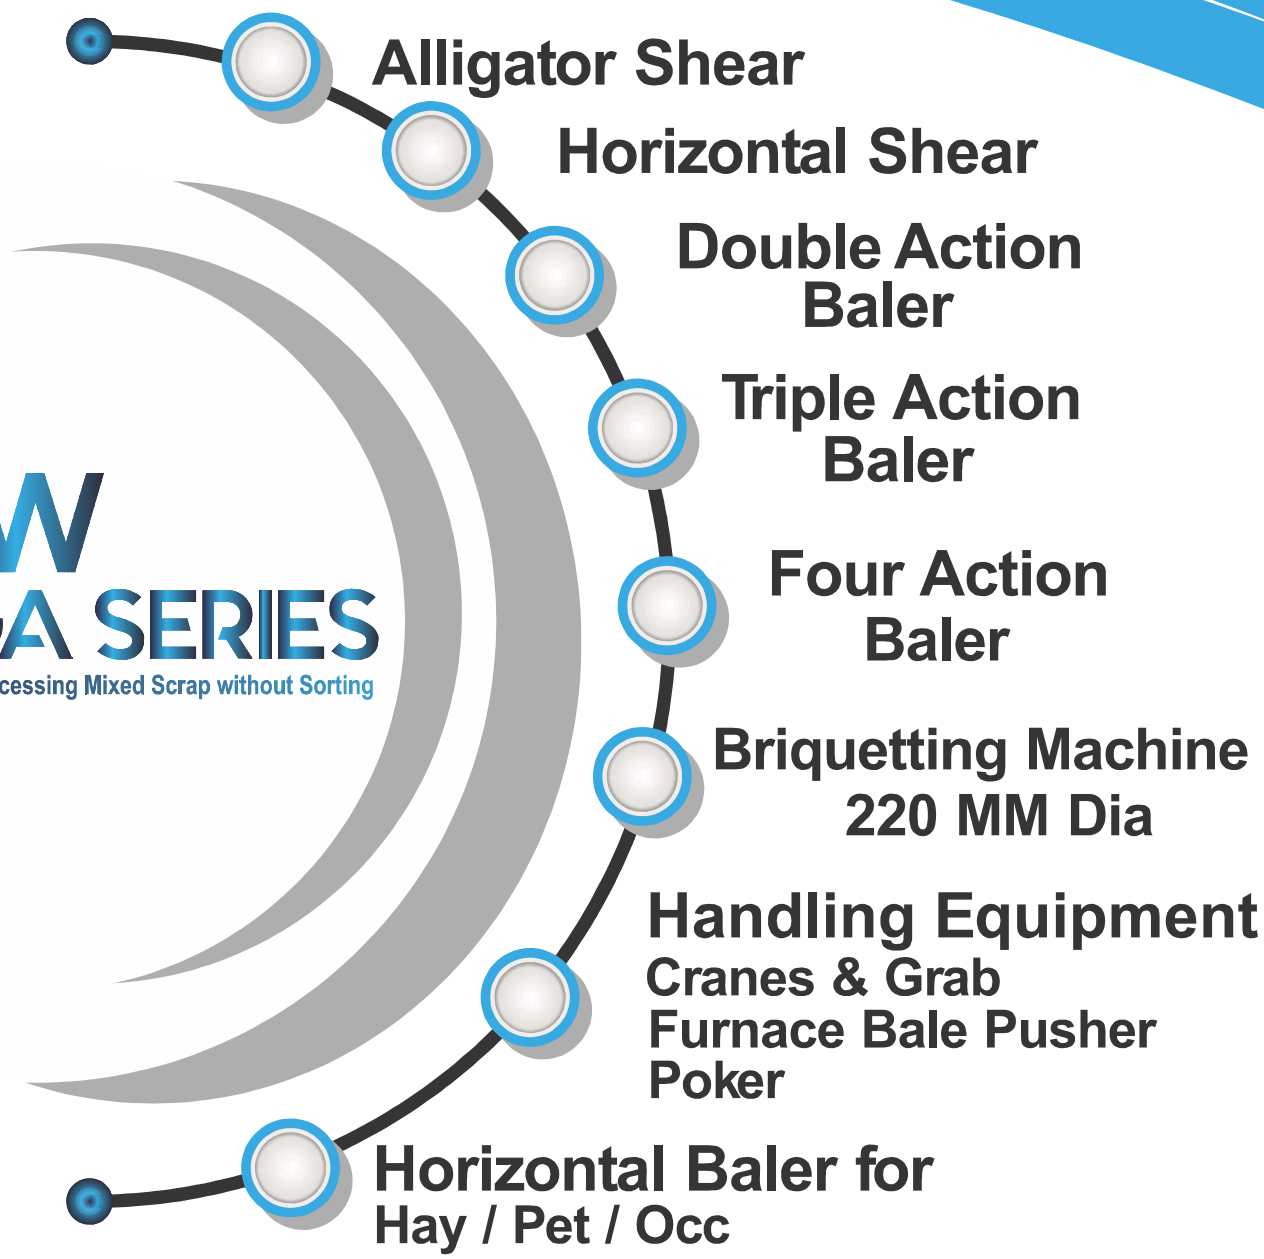 Alligator Shear
Horizontal Shear
Double Action
Baler
Triple Action
Baler
Four Action
Baler
W
A SERIES
cessing Mixed Scrap without Sorting
Briquetting Machine
220 MM Dia
Handling Equipment
Cranes & Grab
Furnace Bale Pusher
Poker
Horizontal Baler for
Hay / Pet / Occ